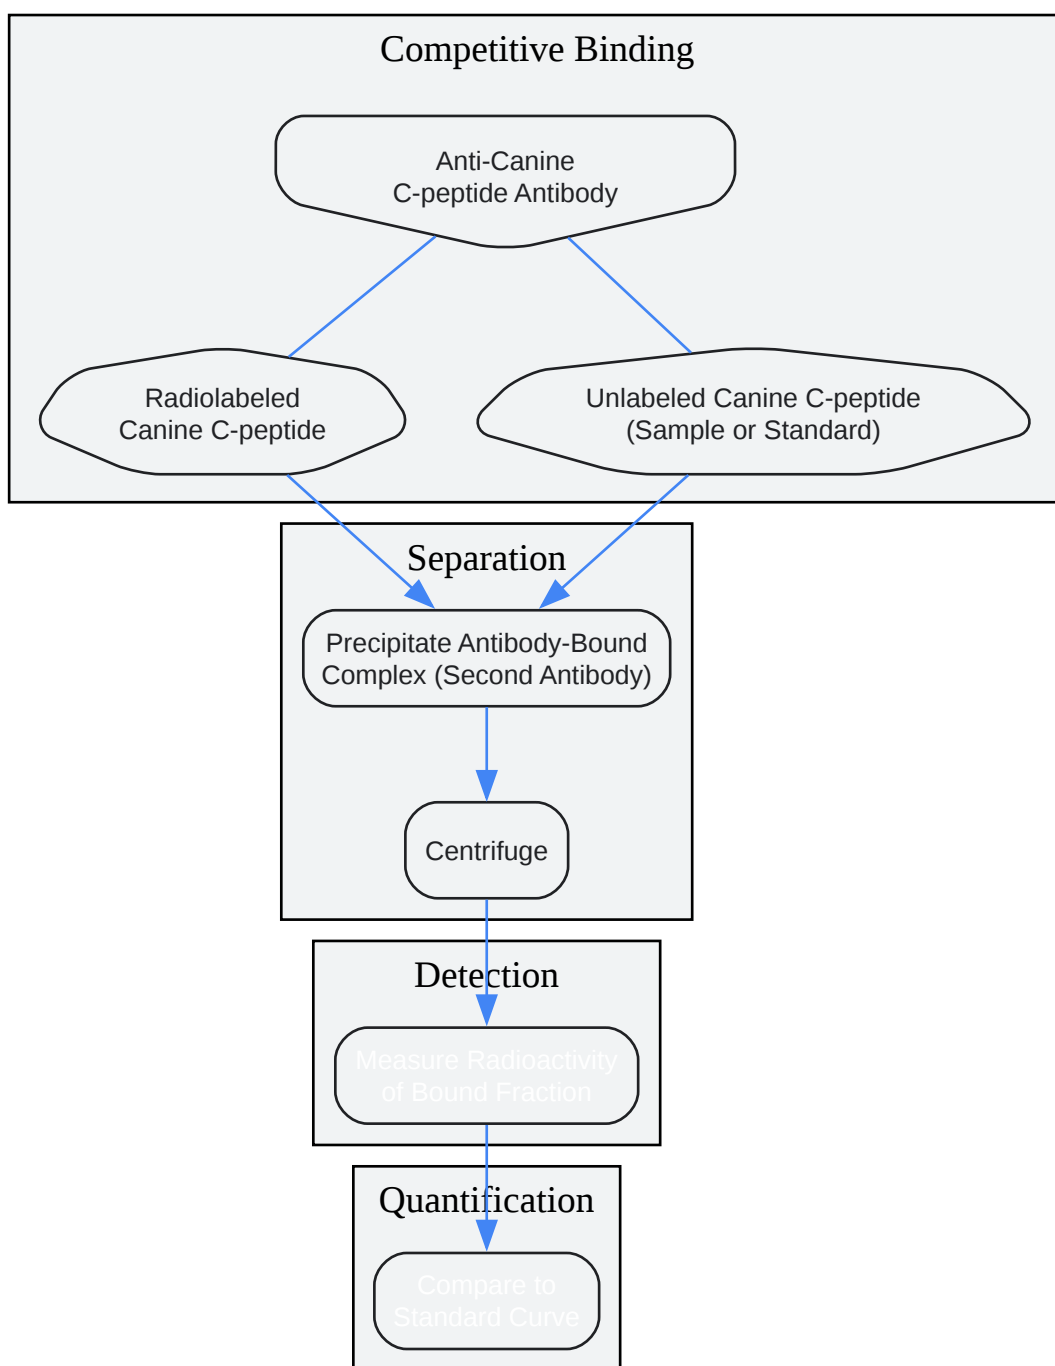 Competitive Binding
Anti-Canine
C-peptide Antibody
Radiolabeled
Canine C-peptide
Unlabeled Canine C-peptide
(Sample or Standard)
Separation
Precipitate Antibody-Bound
Complex (Second Antibody)
Centrifuge
Detection
Measure Radioactivity
of Bound Fraction
Quantification
Compare to
Standard Curve